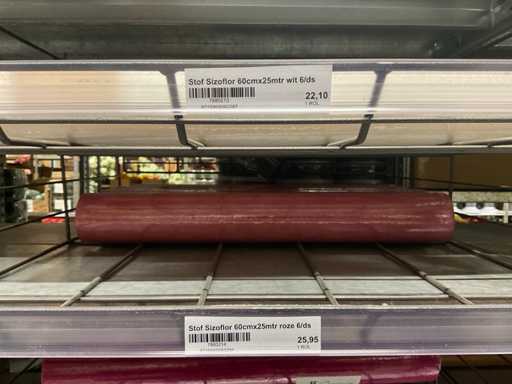 Stof Sizoflor 60cmx25mtr wit 6/ds
22,10
1 ROL
Stof Sizoflor 60cmx25mtr roze 6/ds
25,95
1 ROL